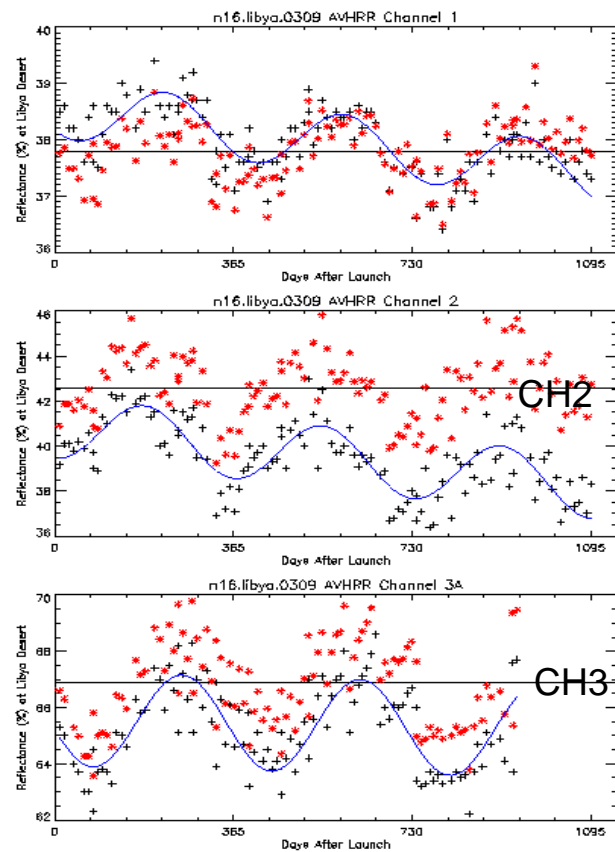 n16.libya.0309 AVHRR Channel 1
Reflectance (%) at Libya Desert
40
39
38
37
36
0
365
730
1095
Days After Launch
n16.libya.0309 AVHRR Channel 2
Reflectance (%) at Libya Desert
46
44
42
40
38
36
CH2
0
365
730
1095
Days After Launch
n16.libya.0309 AVHRR Channel 3A
Reflectance (%) at Libya Desert
70
68
66
64
62
CH3
0
365
730
1095
Days After Launch